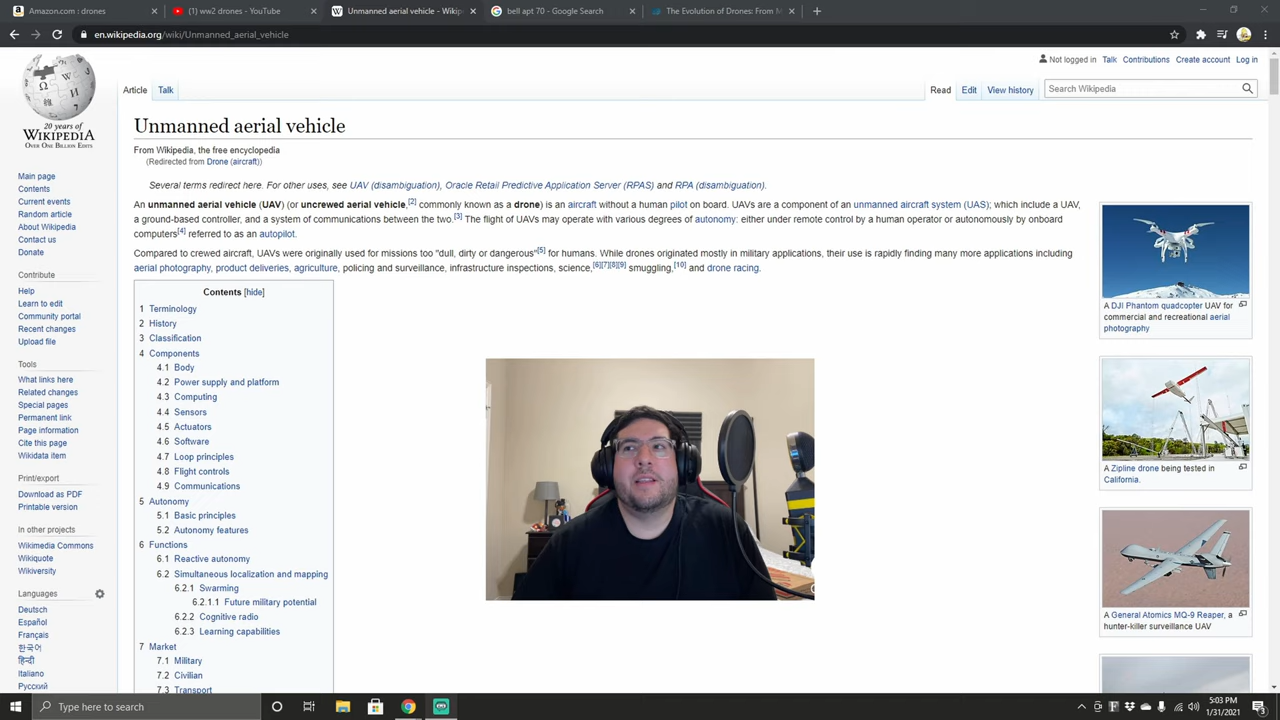 Amazon.com : drones
(1) ww2 drones - YouTube
Unmanned aerial vehicle - Wikipe
bell apt 70 - Google Search
The Evolution of Drones: From M
en.wikipedia.org/wiki/Unmanned_aerial_vehicle
Not logged in Talk Contributions Create account Log in
Article Talk
Read Edit View history
Search Wikipedia
20 years of
WIKIPEDIA
OVER ONE BILLION EDITS
Main page
Contents
Current events
Random article
About Wikipedia
Contact us
Donate
Contribute
Help
Learn to edit
Community portal
Recent changes
Upload file
Tools
What links here
Related changes
Special pages
Permanent link
Page information
Cite this page
Wikidata item
Print/export
Download as PDF
Printable version
In other projects
Wikimedia Commons
Wikiquote
Wikiversity
Languages
Deutsch
Español
Français
한국어
हिन्दी
Italiano
Русский
Unmanned aerial vehicle
From Wikipedia, the free encyclopedia
(Redirected from Drone (aircraft))
Several terms redirect here. For other uses, see UAV (disambiguation), Oracle Retail Predictive Application Server (RPAS) and RPA (disambiguation).
An unmanned aerial vehicle (UAV) (or uncrewed aerial vehicle,[2] commonly known as a drone) is an aircraft without a human pilot on board. UAVs are a component of an unmanned aircraft system (UAS); which include a UAV,
a ground-based controller, and a system of communications between the two.[3] The flight of UAVs may operate with various degrees of autonomy: either under remote control by a human operator or autonomously by onboard
computers[4] referred to as an autopilot.
Compared to crewed aircraft, UAVs were originally used for missions too "dull, dirty or dangerous"[5] for humans. While drones originated mostly in military applications, their use is rapidly finding many more applications including
aerial photography, product deliveries, agriculture, policing and surveillance, infrastructure inspections, science,[6][7][8][9] smuggling,[10] and drone racing.
Contents [hide]
1 Terminology
2 History
3 Classification
4 Components
4.1 Body
4.2 Power supply and platform
4.3 Computing
4.4 Sensors
4.5 Actuators
4.6 Software
4.7 Loop principles
4.8 Flight controls
4.9 Communications
5 Autonomy
5.1 Basic principles
5.2 Autonomy features
6 Functions
6.1 Reactive autonomy
6.2 Simultaneous localization and mapping
6.2.1 Swarming
6.2.1.1 Future military potential
6.2.2 Cognitive radio
6.2.3 Learning capabilities
7 Market
7.1 Military
7.2 Civilian
7.3 Transport
A DJI Phantom quadcopter UAV for
commercial and recreational aerial
photography
A Zipline drone being tested in
California.
A General Atomics MQ-9 Reaper, a
hunter-killer surveillance UAV
Type here to search
5:03 PM
1/31/2021